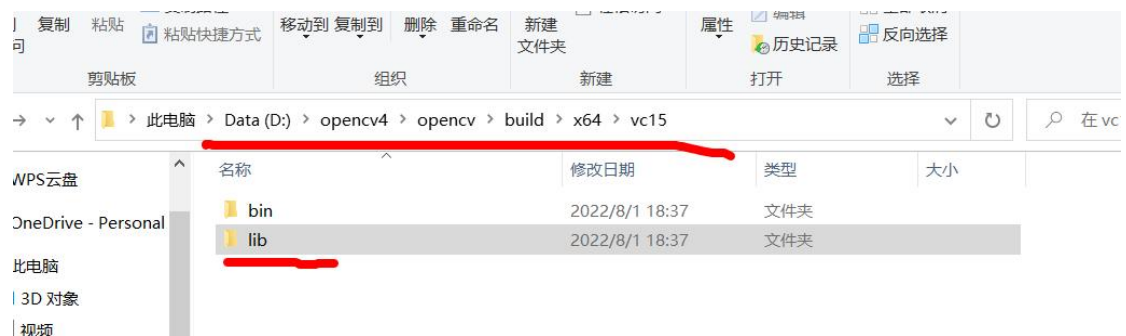 复制 粘贴 粘贴快捷方式 移动到 复制到 删除 重命名 新建 属性 历史记录 反向选择
问 文件夹
剪贴板 组织 新建 打开 选择
此电脑 > Data (D:) > opencv4 > opencv > build > x64 > vc15 在 vc1
名称 修改日期 类型 大小
WPS云盘
bin 2022/8/1 18:37 文件夹
OneDrive - Personal
lib 2022/8/1 18:37 文件夹
此电脑
3D 对象
视频